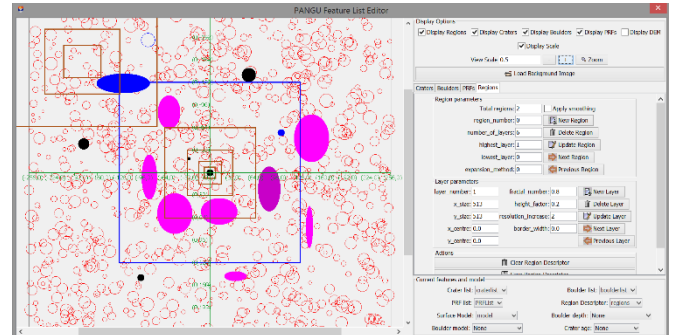 PANGU Feature List Editor
Display Options
Display Regions Display Craters Display Boulders Display PRFs Display DEM
Display Scale
View Scale 0.5 Zoom
Load Background Image
Craters Boulders PRFs Regions
Region parameters
Total regions: 2 Apply smoothing
region_number: 0 New Region
number_of_layers: 6 Delete Region
highest_layer: 1 Update Region
lowest_layer: 0 Next Region
expansion_method: 0 Previous Region
Layer parameters
layer_number: 1 fractal_number: 0.8 New Layer
x_size: 513 height_factor: 0.2 Delete Layer
y_size: 513 resolution_increase: 2 Update Layer
x_centre: 0.0 border_width: 0.0 Next Layer
y_centre: 0.0 Previous Layer
Actions
Clear Region Descriptor
Current features and model
Crater list: craterlist Boulder list: boulderlist
PRF list: PRFList Region Descriptor: regions
Surface Model: model Boulder depth: None
Boulder model: None Crater age: None